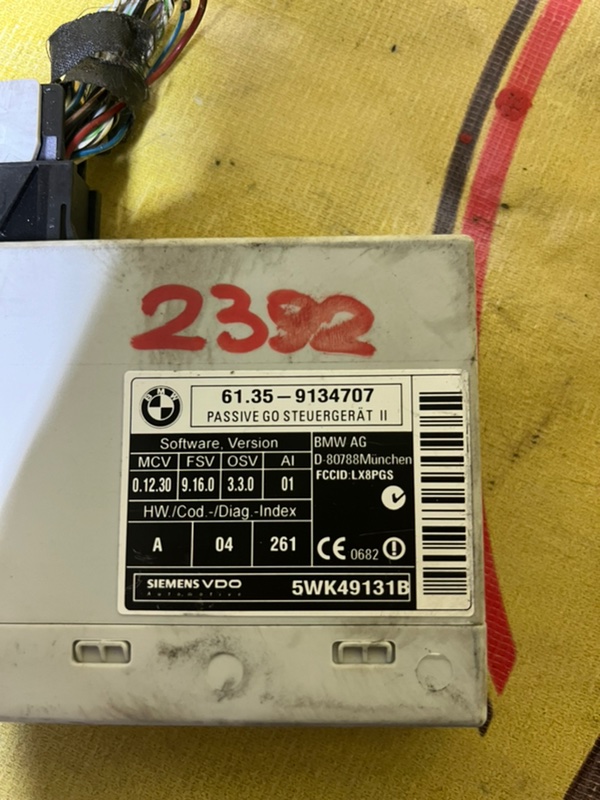 2392
BMW
61.35-9134707
PASSIVE GO STEUERGERÄT II
Software, Version
MCV FSV OSV AI
0.12.30 9.16.0 3.3.0 01
HW./Cod.-/Diag.-Index
A 04 261
BMW AG
D-80788München
FCCID:LX8PGS
CE 0682
SIEMENS VDO
Automotive
5WK49131B